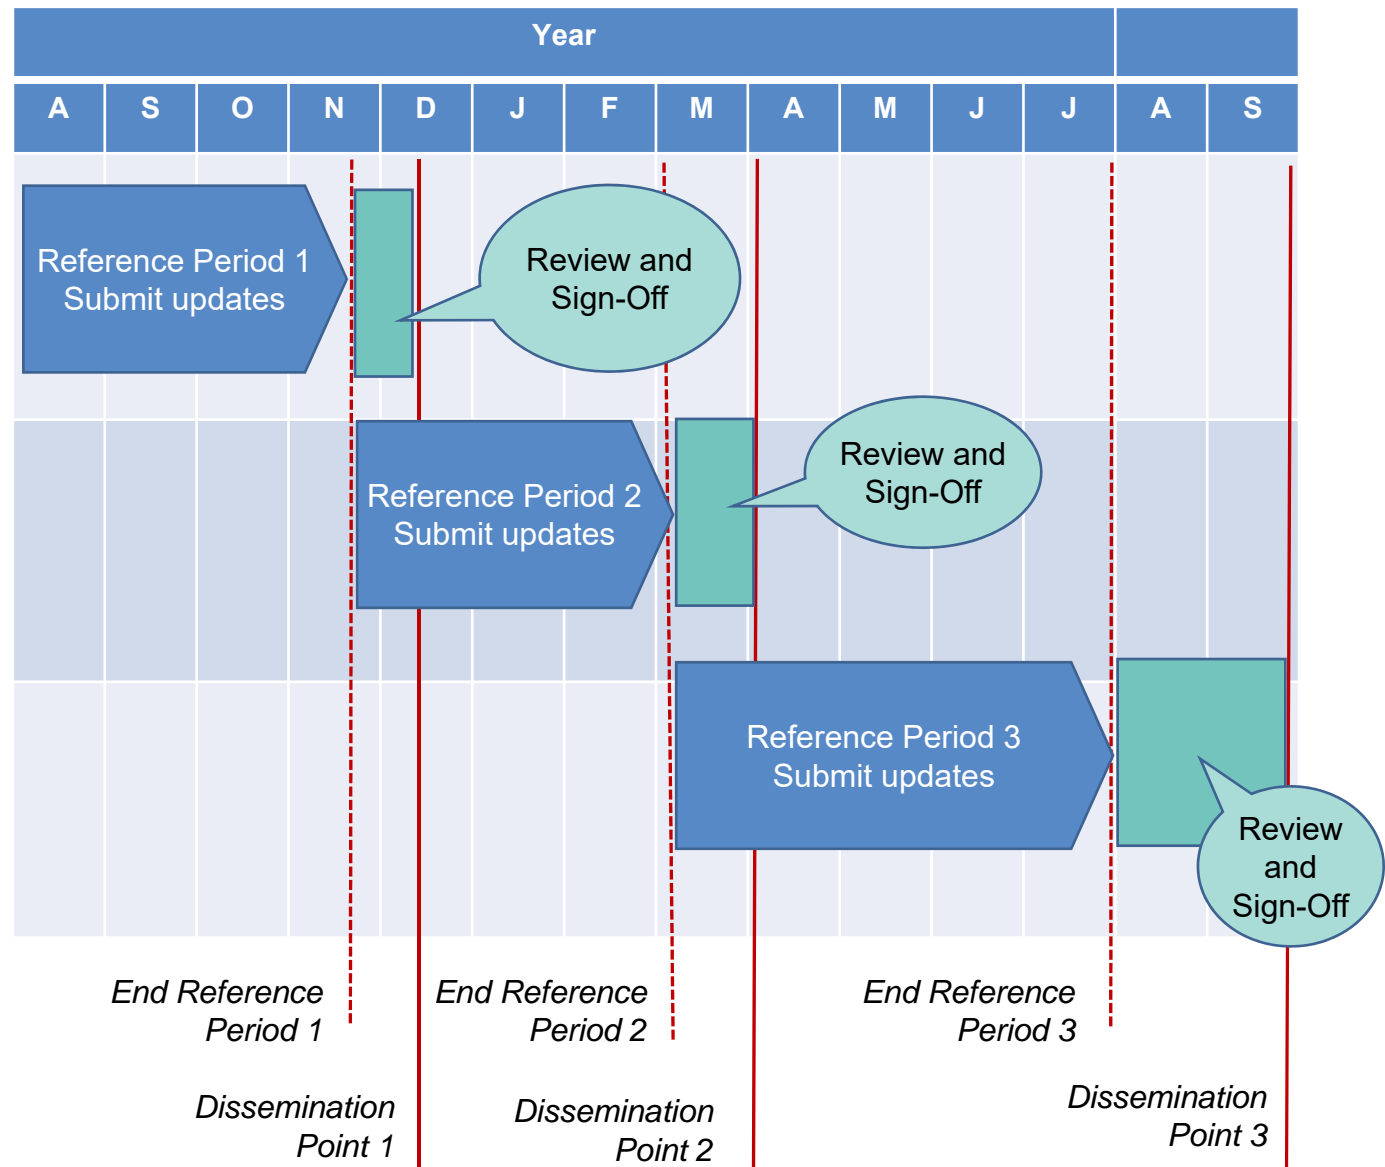 Year
A S O N D J F M A M J J A S
Reference Period 1
Submit updates
Review and
Sign-Off
Reference Period 2
Submit updates
Review and
Sign-Off
Reference Period 3
Submit updates
Review
and
Sign-Off
End Reference
Period 1
End Reference
Period 2
End Reference
Period 3
Dissemination
Point 1
Dissemination
Point 2
Dissemination
Point 3